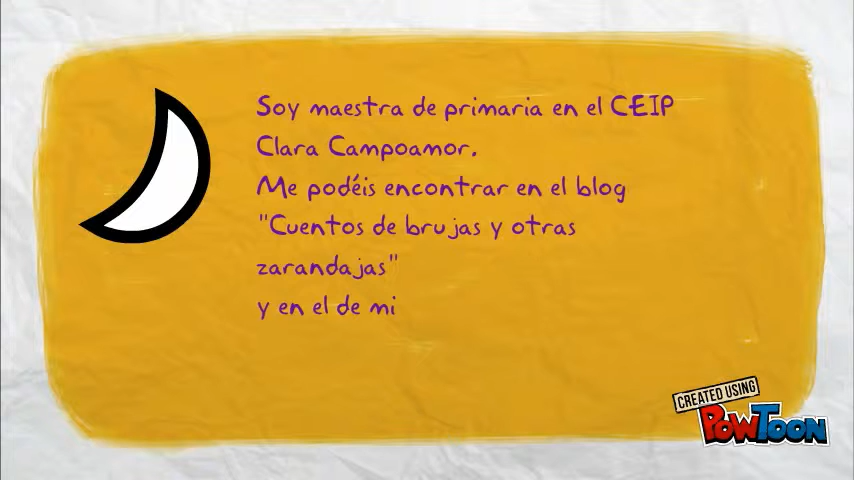 Soy maestra de primaria en el CEIP
Clara Campoamor.
Me podéis encontrar en el blog
"Cuentos de brujas y otras
zarandajas"
y en el de mi
CREATED USING
POWTOON